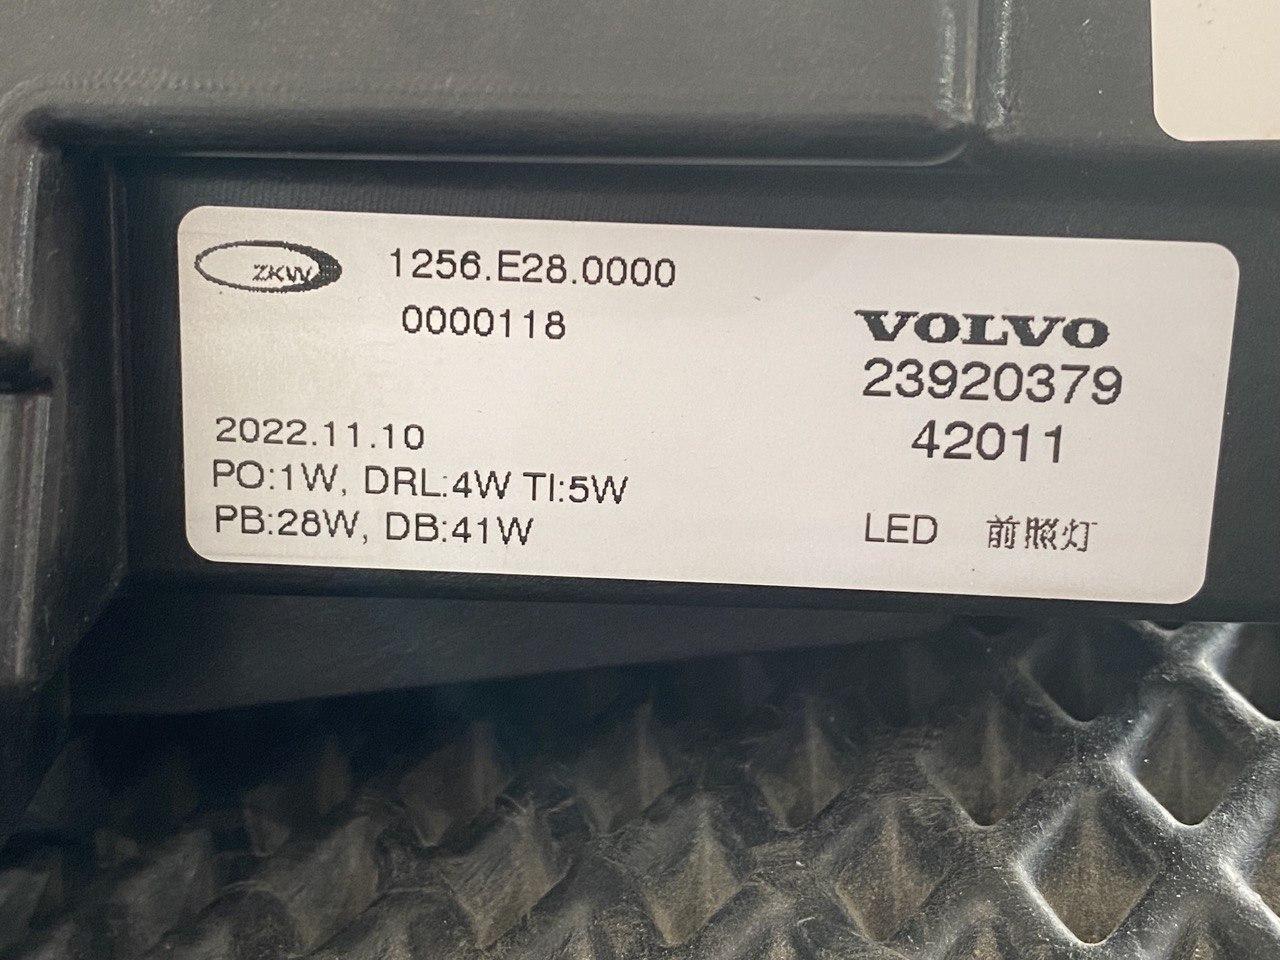 ZKW 1256.E28.0000
0000118
VOLVO
23920379
42011
2022.11.10
PO:1W, DRL:4W TI:5W
PB:28W, DB:41W
LED 前照灯